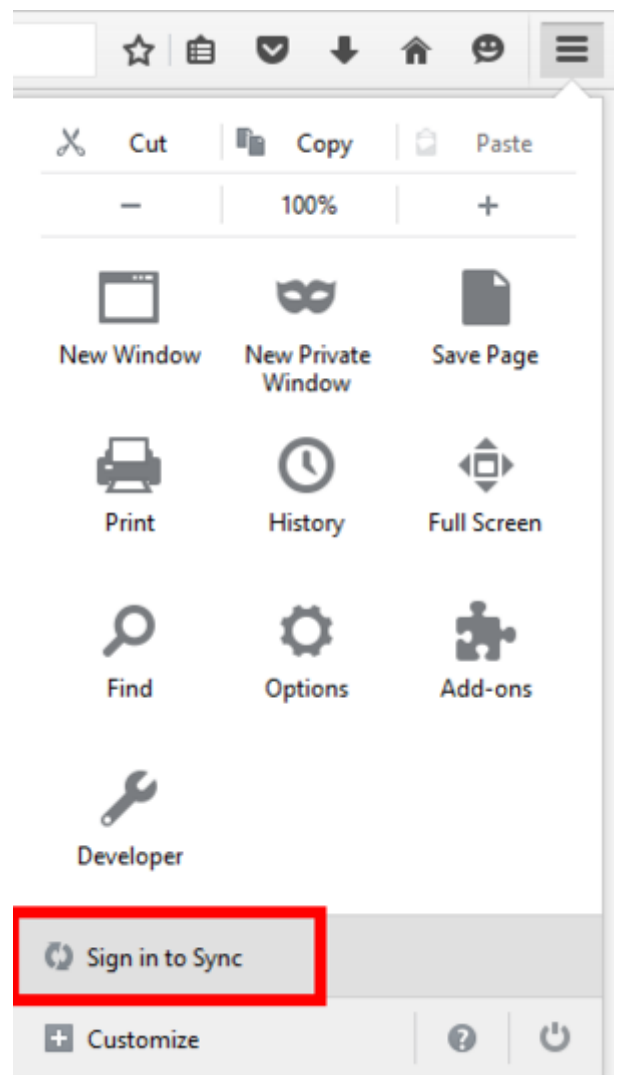 Cut Copy Paste
− 100% +
New Window New Private Save Page
Window
Print History Full Screen
Find Options Add-ons
Developer
Sign in to Sync
Customize